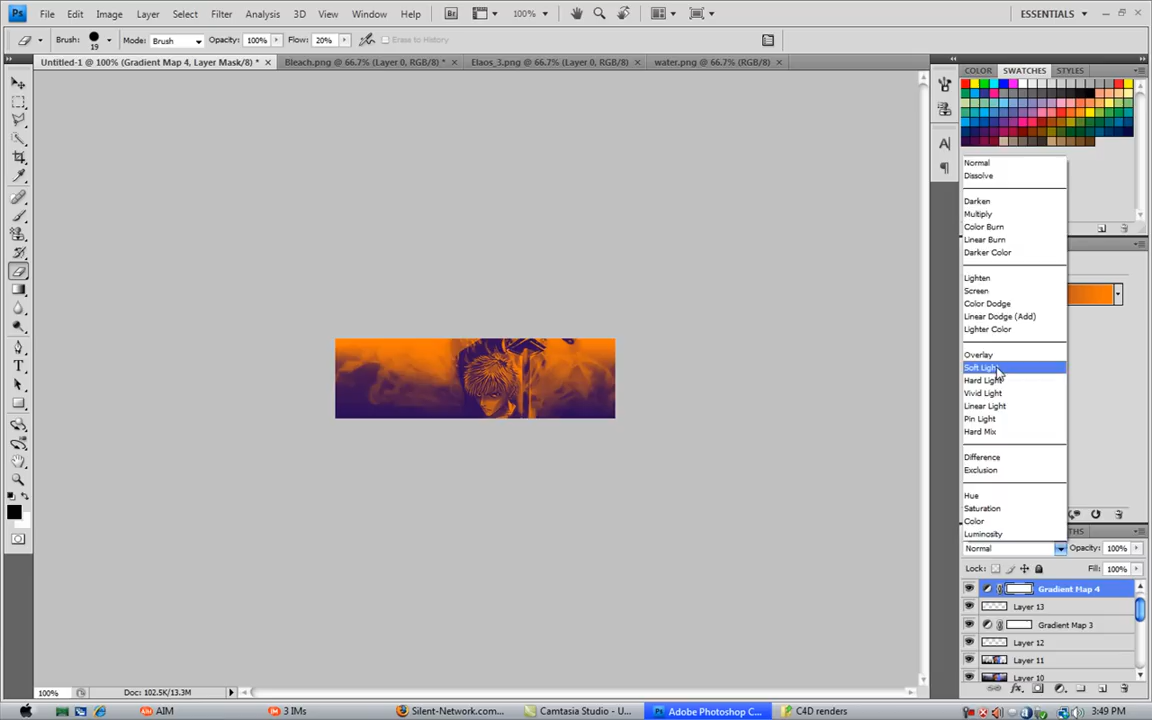 Ps File Edit Image Layer Select Filter Analysis 3D View Window Help Br 100% ESSENTIALS
Brush: 19 Mode: Brush Opacity: 100% Flow: 20% Erase to History
Untitled-1 @ 100% (Gradient Map 4, Layer Mask/8) * Bleach.png @ 66.7% (Layer 0, RGB/8) * Elaos_3.png @ 66.7% (Layer 0, RGB/8) water.png @ 66.7% (RGB/8)
COLOR SWATCHES STYLES
Normal
Dissolve
Darken
Multiply
Color Burn
Linear Burn
Darker Color
Lighten
Screen
Color Dodge
Linear Dodge (Add)
Lighter Color
Overlay
Soft Light
Hard Light
Vivid Light
Linear Light
Pin Light
Hard Mix
Difference
Exclusion
Hue
Saturation
Color
Luminosity
Normal Opacity: 100%
Lock: Fill: 100%
Gradient Map 4
Layer 13
Gradient Map 3
Layer 12
Layer 11
Layer 10
100% Doc: 102.5K/13.3M
AIM 3 IMs Silent-Network.com... Camtasia Studio - U... Adobe Photoshop C... C4D renders 3:49 PM